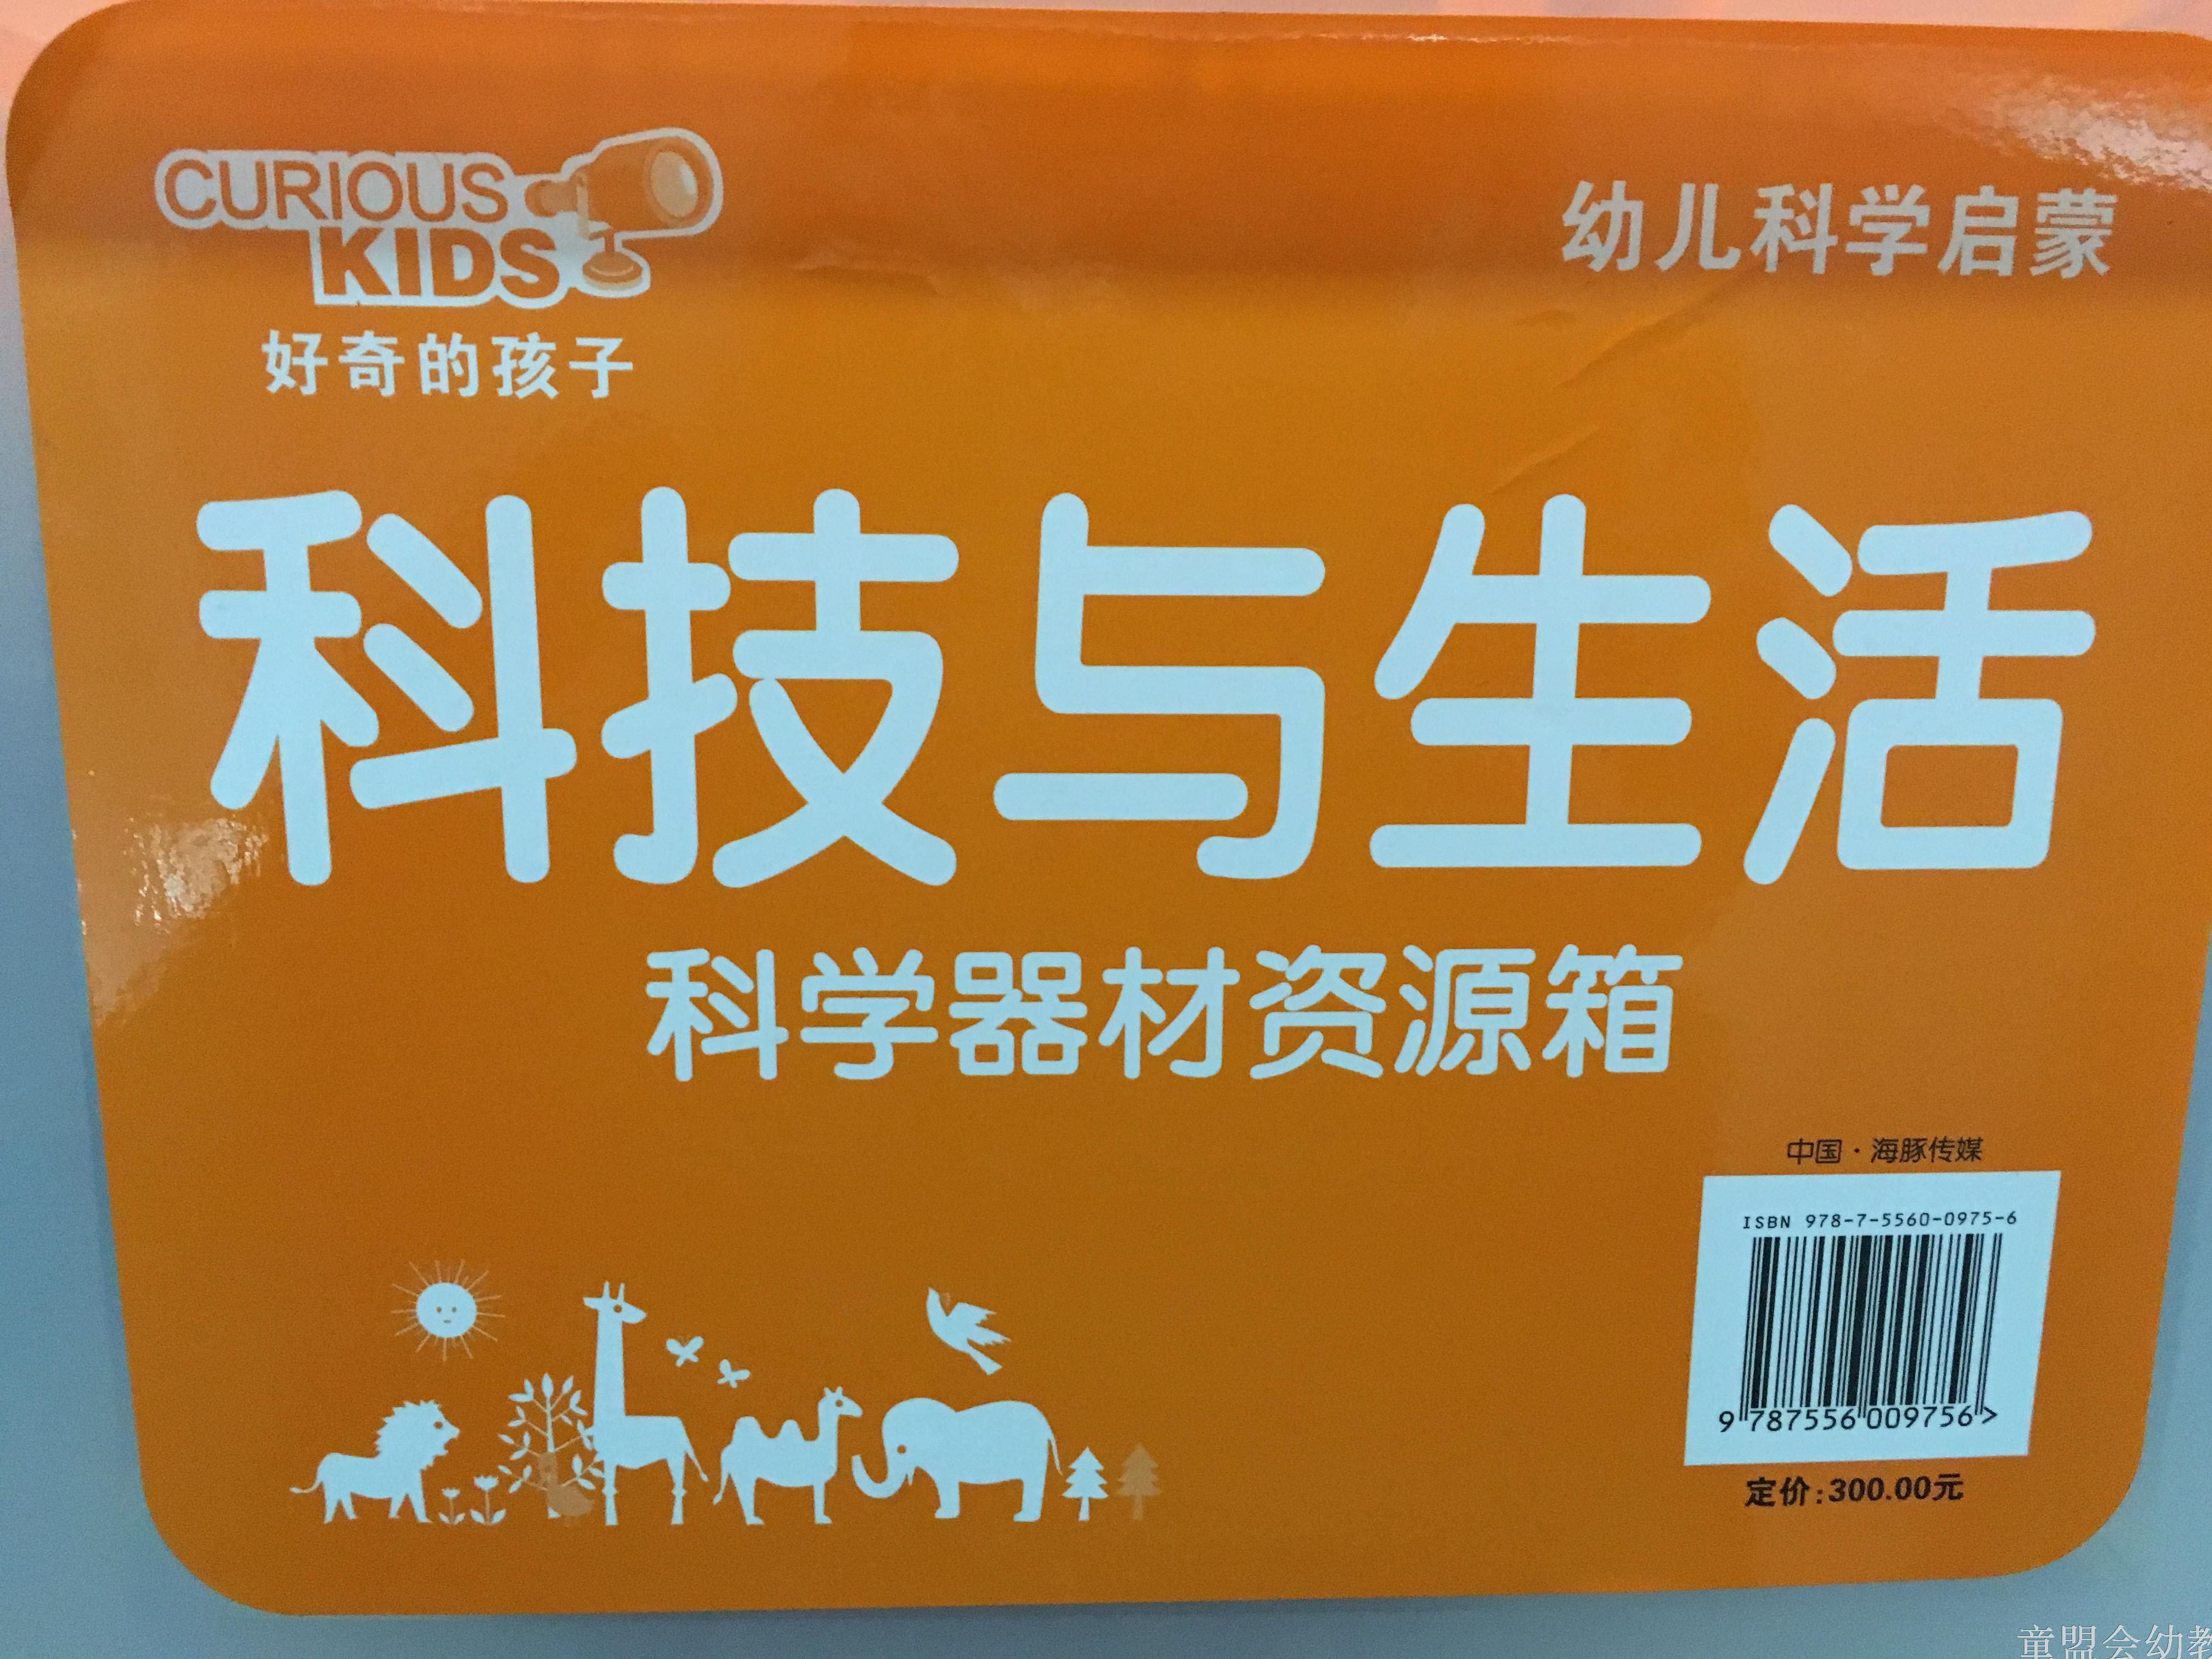 CURIOUS
KIDS
好奇的孩子
幼儿科学启蒙
科技与生活
科学器材资源箱
中国·海豚传媒
ISBN 978-7-5560-0975-6
9 787556 009756 >
定价:300.00元
童盟会幼教